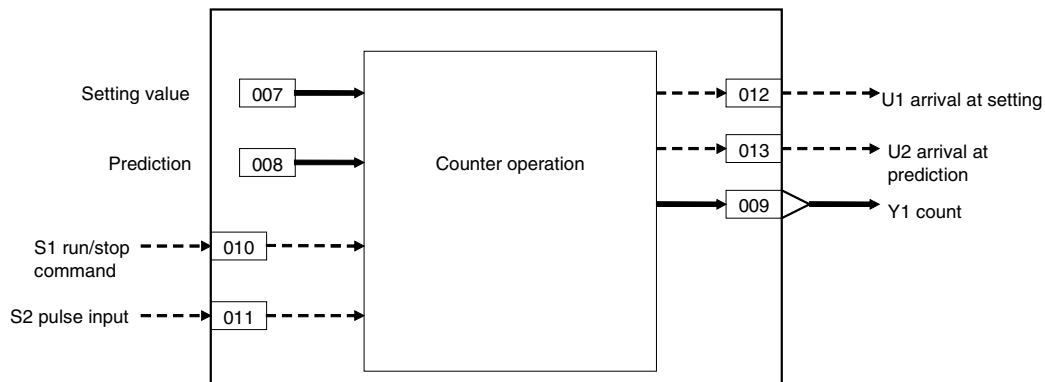 Setting value
007
012
U1 arrival at setting
Prediction
008
Counter operation
013
U2 arrival at
prediction
009
Y1 count
S1 run/stop
command
010
S2 pulse input
011